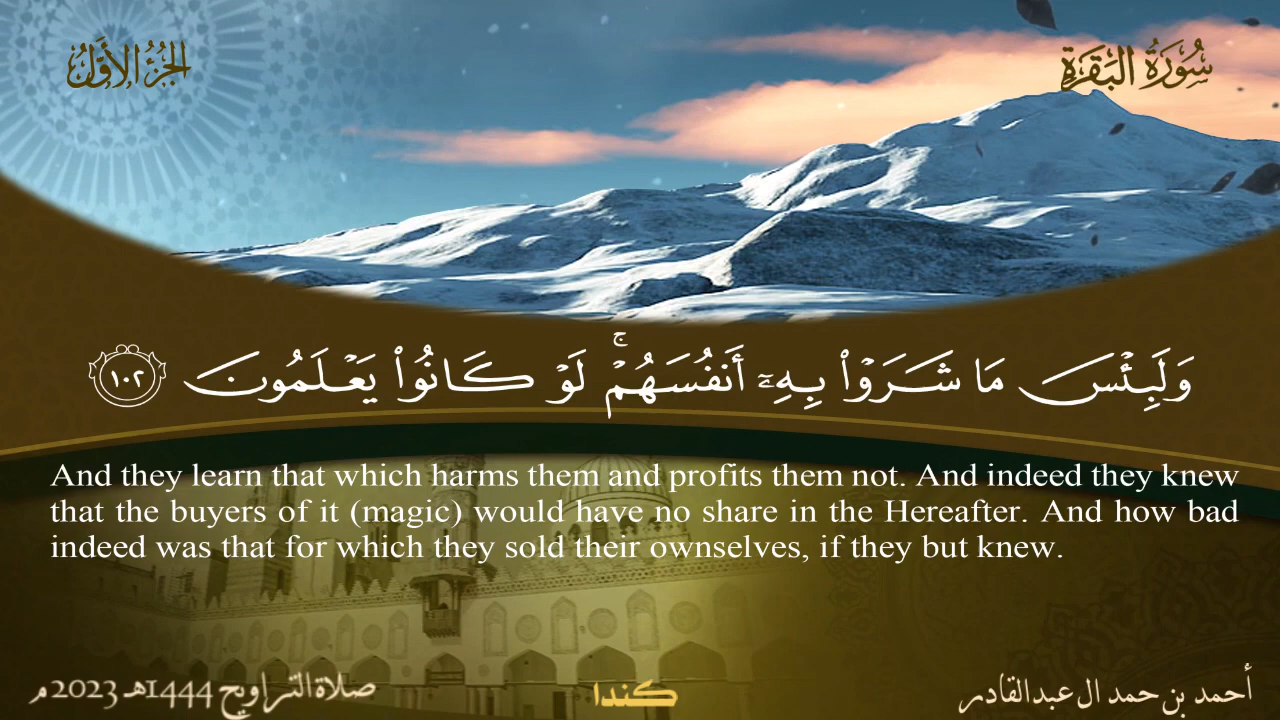 سُورَةُ البَقَرَةِ
الجُزْءُ الأَوَّلُ
وَلَبِئْسَ مَا شَرَوْا۟ بِهِۦٓ أَنفُسَهُمْ ۚ لَوْ كَانُوا۟ يَعْلَمُونَ ١٠٢
And they learn that which harms them and profits them not. And indeed they knew
that the buyers of it (magic) would have no share in the Hereafter. And how bad
indeed was that for which they sold their ownselves, if they but knew.
أحمد بن حمد ال عبدالقادر
كندا
صلاة التراويح 1444هـ 2023م